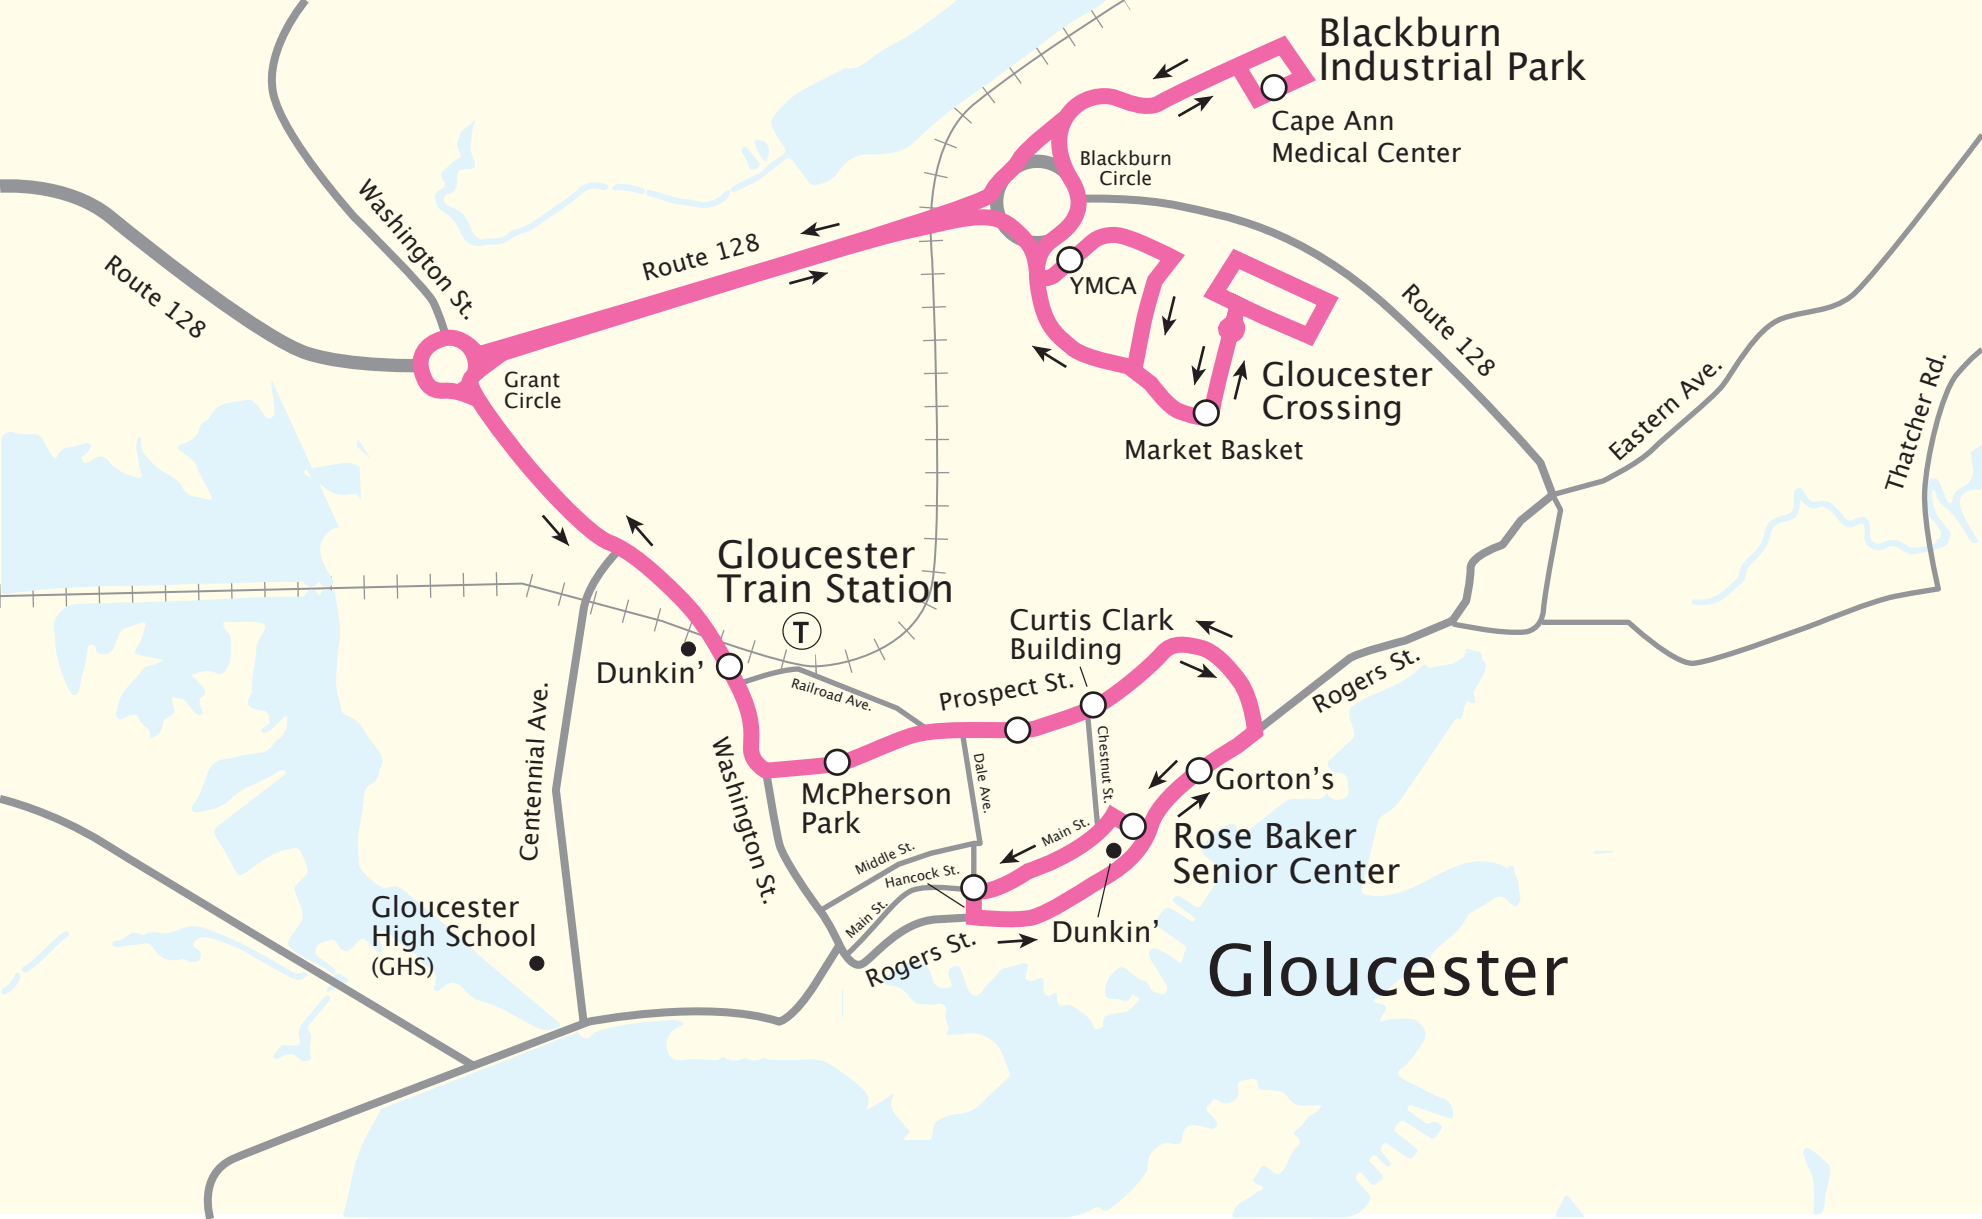 Blackburn
Industrial Park
Cape Ann
Medical Center
Blackburn
Circle
Washington St.
Route 128
Route 128
YMCA
Route 128
Grant
Circle
Gloucester
Crossing
Market Basket
Eastern Ave.
Thatcher Rd.
Gloucester
Train Station
T
Dunkin’
Curtis Clark
Building
Prospect St.
Railroad Ave.
Rogers St.
Centennial Ave.
Washington St.
McPherson
Park
Dale Ave.
Chestnut St.
Gorton’s
Main St.
Rose Baker
Senior Center
Middle St.
Hancock St.
Main St.
Rogers St.
Dunkin’
Gloucester
High School
(GHS)
Gloucester